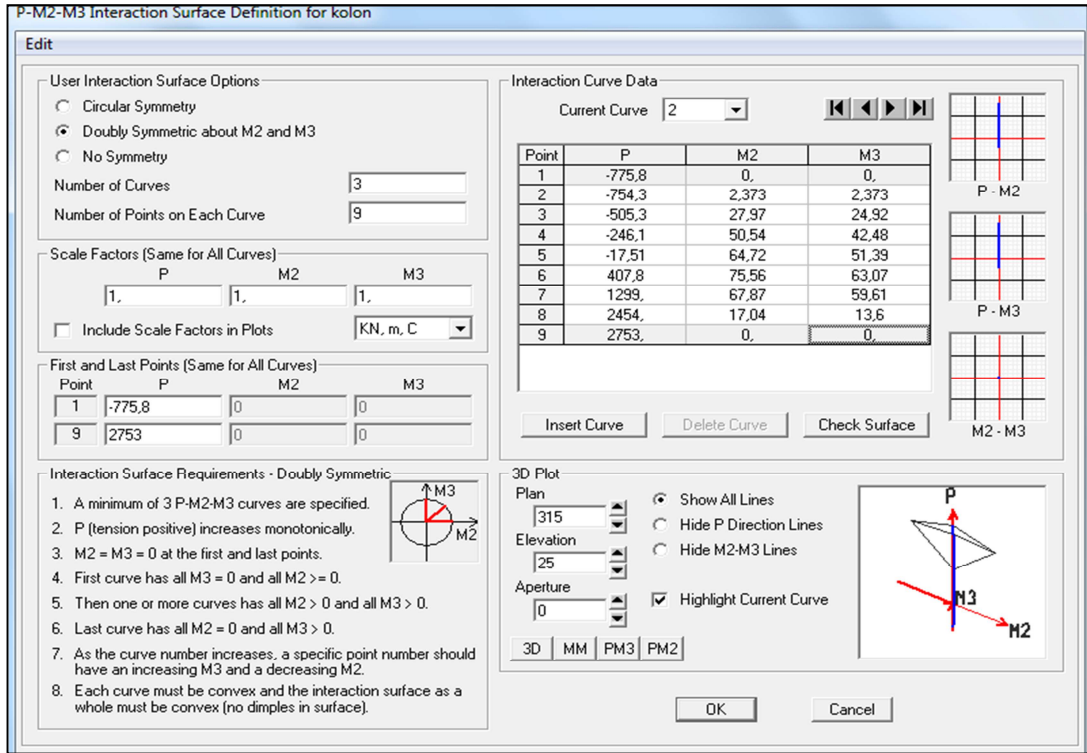 P-M2-M3 Interaction Surface Definition for kolon
Edit
User Interaction Surface Options
Circular Symmetry
Doubly Symmetric about M2 and M3
No Symmetry
Number of Curves 3
Number of Points on Each Curve 9
Scale Factors (Same for All Curves)
P M2 M3
1, 1, 1,
Include Scale Factors in Plots KN, m, C
First and Last Points (Same for All Curves)
Point P M2 M3
1 -775,8 0 0
9 2753 0 0
Interaction Surface Requirements - Doubly Symmetric
1. A minimum of 3 P-M2-M3 curves are specified.
2. P (tension positive) increases monotonically.
3. M2 = M3 = 0 at the first and last points.
4. First curve has all M3 = 0 and all M2 >= 0.
5. Then one or more curves has all M2 > 0 and all M3 > 0.
6. Last curve has all M2 = 0 and all M3 > 0.
7. As the curve number increases, a specific point number should
have an increasing M3 and a decreasing M2.
8. Each curve must be convex and the interaction surface as a
whole must be convex (no dimples in surface).
M3
M2
Interaction Curve Data
Current Curve 2
Point P M2 M3
1 -775,8 0, 0,
2 -754,3 2,373 2,373
3 -505,3 27,97 24,92
4 -246,1 50,54 42,48
5 -17,51 64,72 51,39
6 407,8 75,56 63,07
7 1299, 67,87 59,61
8 2454, 17,04 13,6
9 2753, 0, 0,
Insert Curve Delete Curve Check Surface
P - M2
P - M3
M2 - M3
3D Plot
Plan
315
Elevation
25
Aperture
0
3D MM PM3 PM2
Show All Lines
Hide P Direction Lines
Hide M2-M3 Lines
Highlight Current Curve
P
M3
M2
OK Cancel